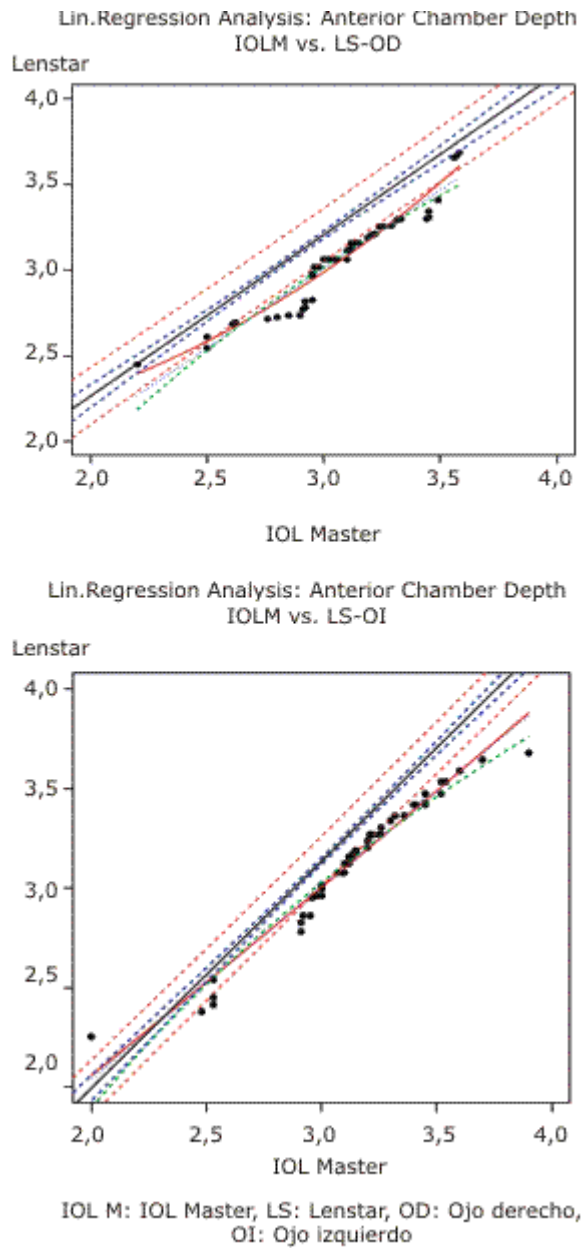 Lin.Regression Analysis: Anterior Chamber Depth
IOLM vs. LS-OD
Lenstar
4,0
3,5
3,0
2,5
2,0
2,0 2,5 3,0 3,5 4,0
IOL Master
Lin.Regression Analysis: Anterior Chamber Depth
IOLM vs. LS-OI
Lenstar
4,0
3,5
3,0
2,5
2,0
2,0 2,5 3,0 3,5 4,0
IOL Master
IOL M: IOL Master, LS: Lenstar, OD: Ojo derecho,
OI: Ojo izquierdo